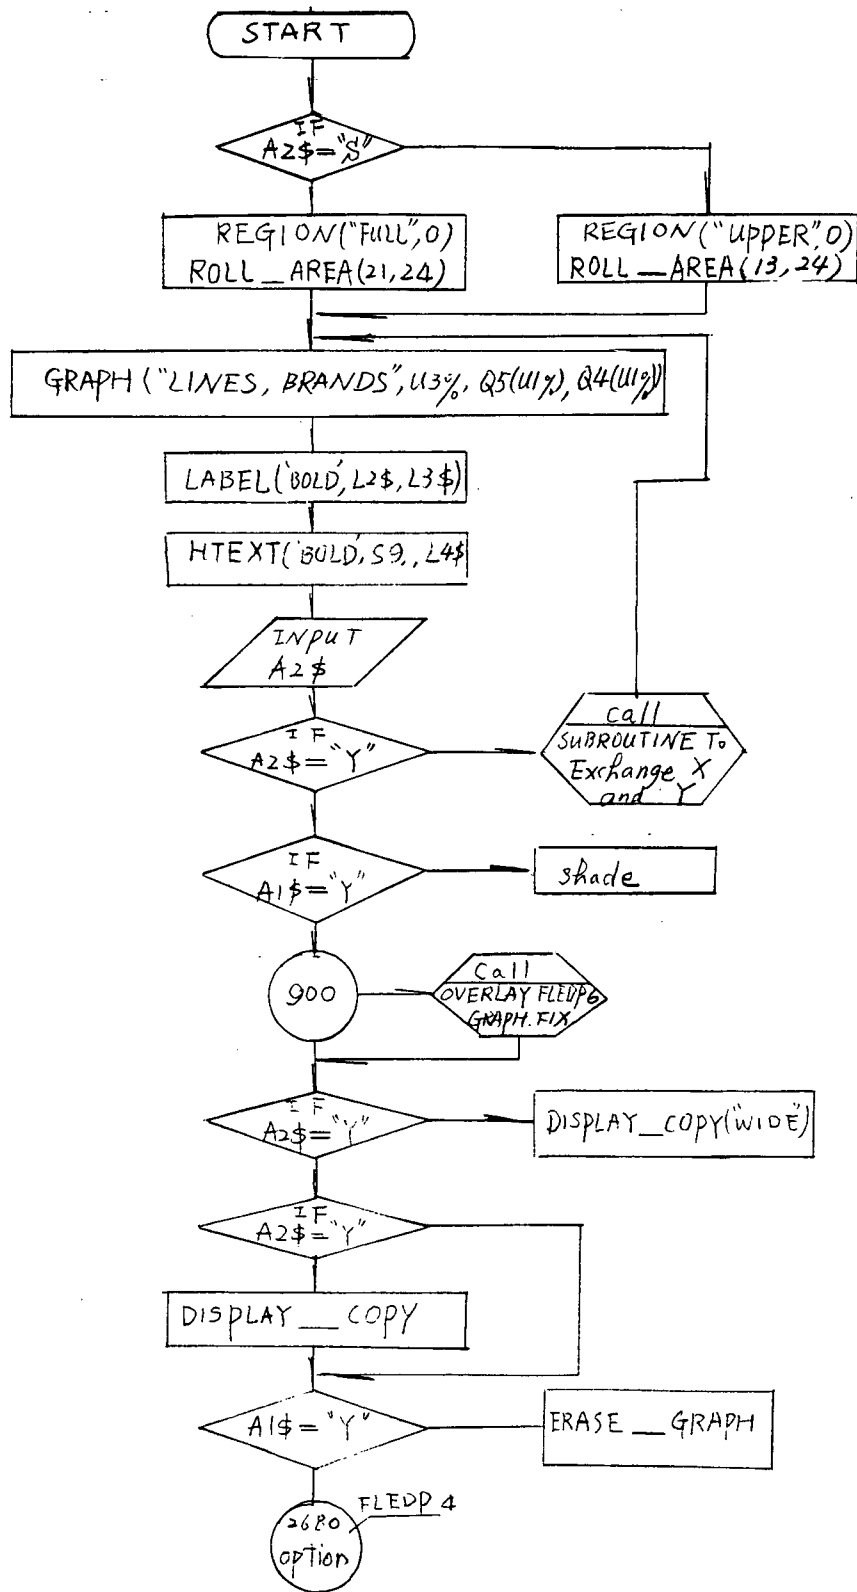 START
IF
A2$="S"
REGION("FULL",0)
ROLL_AREA(21,24)
REGION("UPPER",0)
ROLL_AREA(13,24)
GRAPH("LINES, BRANDS",U3%, Q5(U1%), Q4(U1%))
LABEL('BOLD',L2$,L3$)
HTEXT('BOLD',S9,,L4$
INPUT
A2$
IF
A2$="Y"
call
SUBROUTINE TO
Exchange X
and Y
IF
A1$="Y"
shade
900
Call
OVERLAY FLEDP6
GRAPH.FIX
IF
A2$="Y"
DISPLAY_COPY("WIDE")
IF
A2$="Y"
DISPLAY_COPY
A1$="Y"
ERASE_GRAPH
FLEDP 4
2680
option